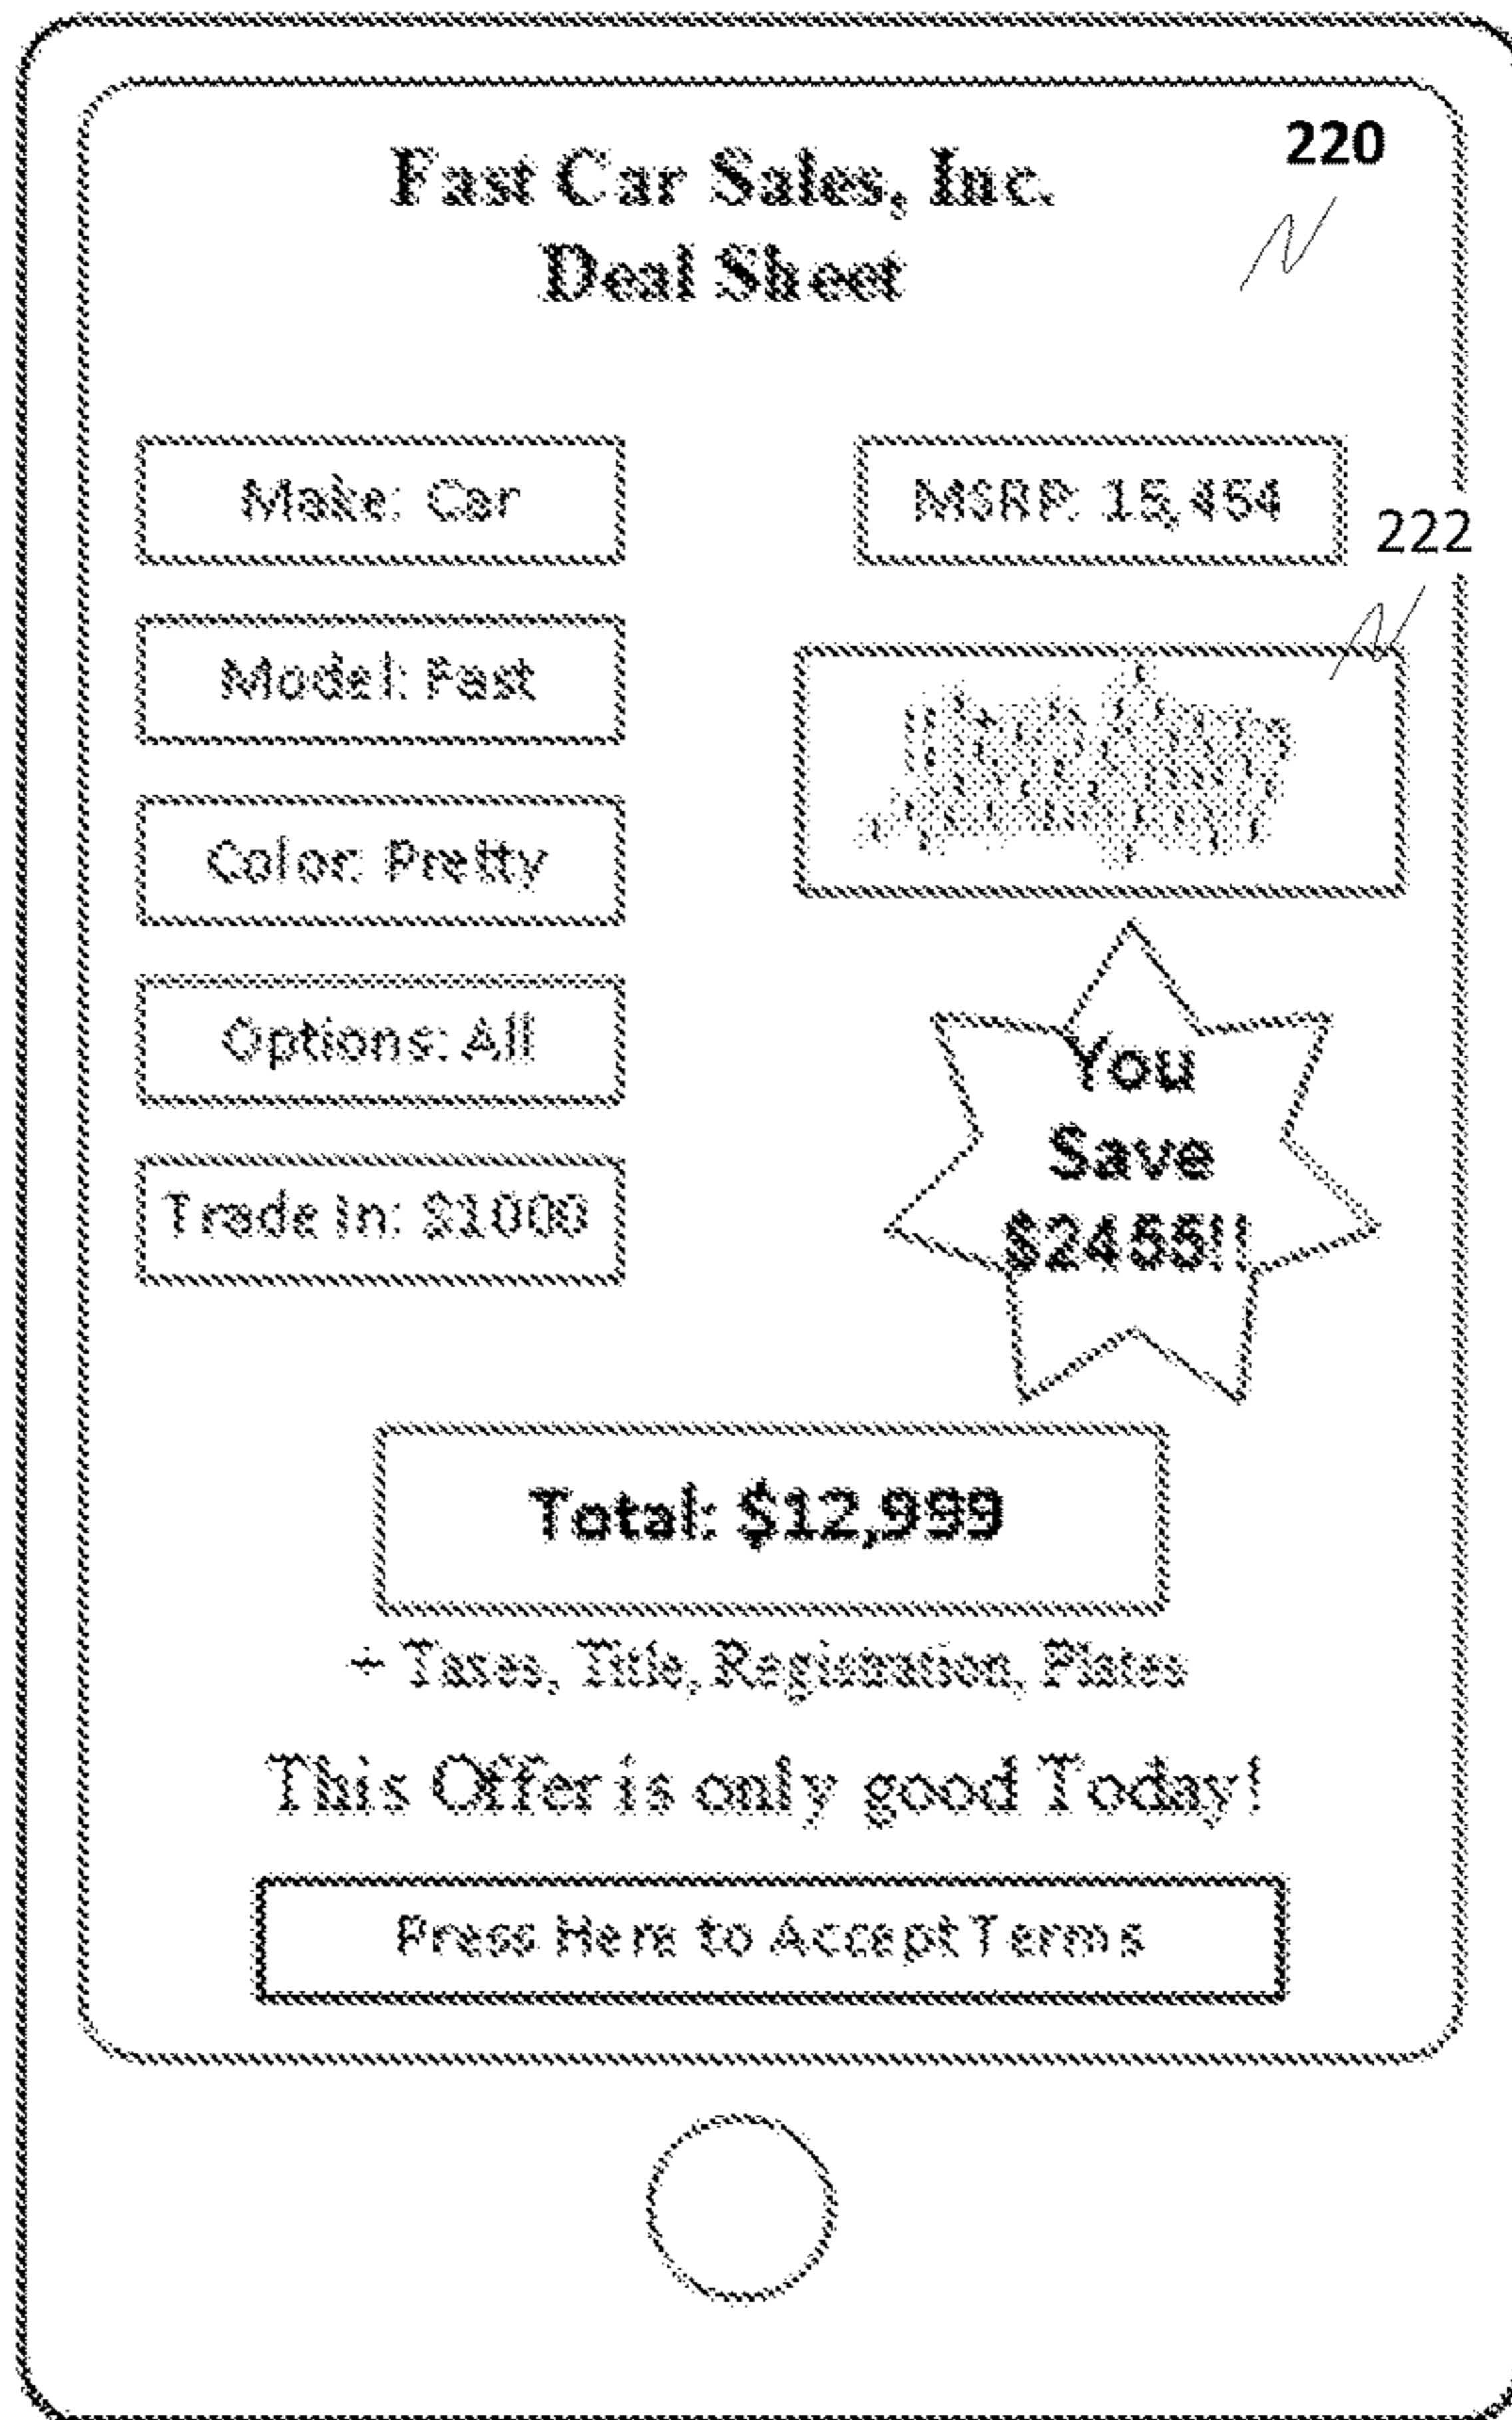 220
Fast Car Sales, Inc.
Deal Sheet
Make: Car
Model: Fast
Color: Pretty
Options: All
Trade In: $1000
MSRP: 15,454
222
You
Save
$2455!!
Total: $12,999
+ Taxes, Title, Registration, Plates
This Offer is only good Today!
Press Here to Accept Terms